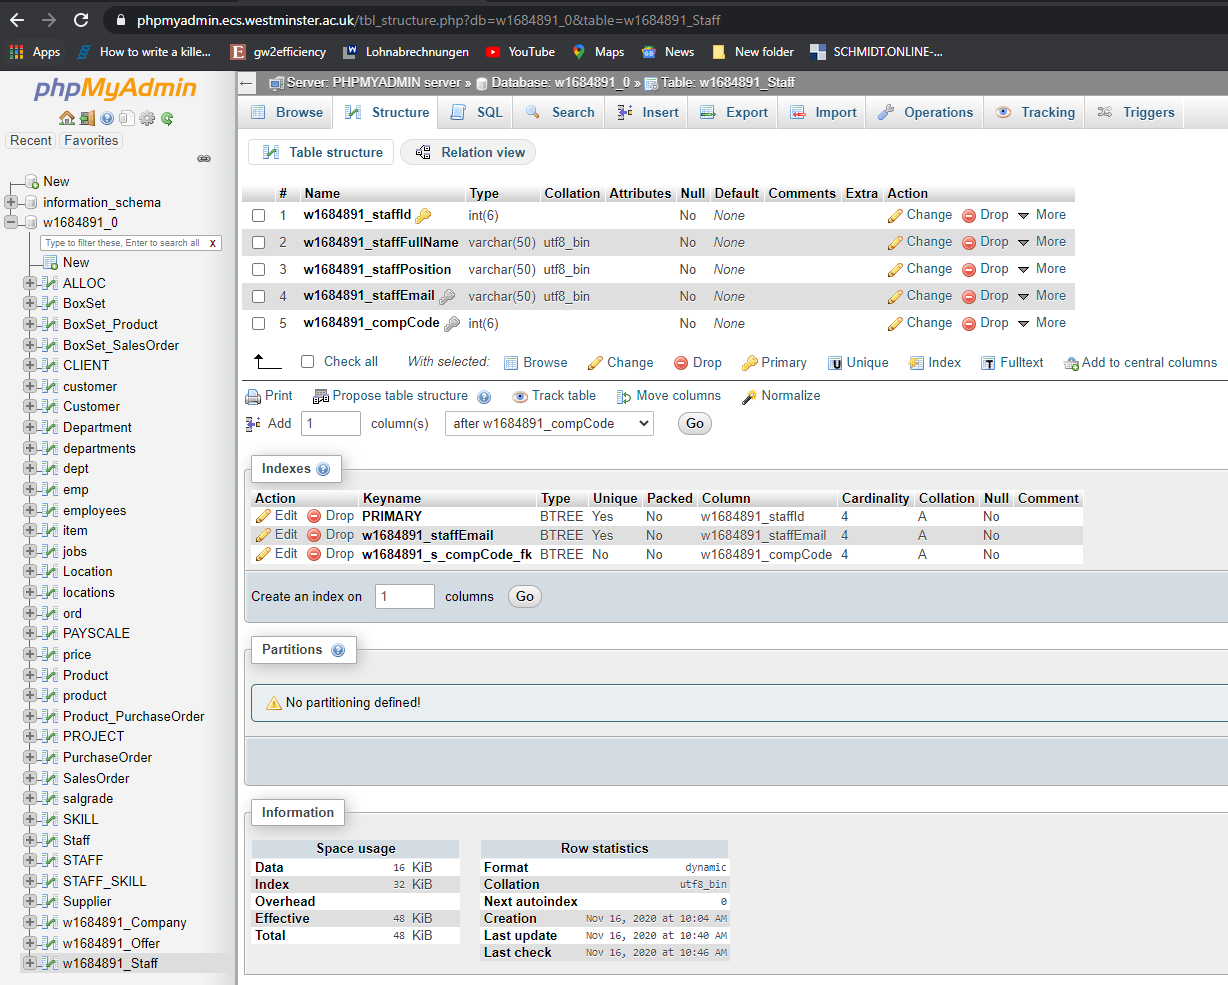 phpmyadmin.ecs.westminster.ac.uk/tbl_structure.php?db=w1684891_0&table=w1684891_Staff
Apps How to write a kille... gw2efficiency Lohnabrechnungen YouTube Maps News New folder SCHMIDT.ONLINE-...
phpMyAdmin
Recent Favorites
New
information_schema
w1684891_0
Type to filter these, Enter to search all X
New
ALLOC
BoxSet
BoxSet_Product
BoxSet_SalesOrder
CLIENT
customer
Customer
Department
departments
dept
emp
employees
item
jobs
Location
locations
ord
PAYSCALE
price
Product
product
Product_PurchaseOrder
PROJECT
PurchaseOrder
SalesOrder
salgrade
SKILL
Staff
STAFF
STAFF_SKILL
Supplier
w1684891_Company
w1684891_Offer
w1684891_Staff
Server: PHPMYADMIN server » Database: w1684891_0 » Table: w1684891_Staff
Browse Structure SQL Search Insert Export Import Operations Tracking Triggers
Table structure Relation view
# Name Type Collation Attributes Null Default Comments Extra Action
1 w1684891_staffId int(6) No None Change Drop More
2 w1684891_staffFullName varchar(50) utf8_bin No None Change Drop More
3 w1684891_staffPosition varchar(50) utf8_bin No None Change Drop More
4 w1684891_staffEmail varchar(50) utf8_bin No None Change Drop More
5 w1684891_compCode int(6) No None Change Drop More
Check all With selected: Browse Change Drop Primary Unique Index Fulltext Add to central columns
Print Propose table structure Track table Move columns Normalize
Add 1 column(s) after w1684891_compCode Go
Indexes
Action Keyname Type Unique Packed Column Cardinality Collation Null Comment
Edit Drop PRIMARY BTREE Yes No w1684891_staffId 4 A No
Edit Drop w1684891_staffEmail BTREE Yes No w1684891_staffEmail 4 A No
Edit Drop w1684891_s_compCode_fk BTREE No No w1684891_compCode 4 A No
Create an index on 1 columns Go
Partitions
No partitioning defined!
Information
Space usage
Data 16 KiB
Index 32 KiB
Overhead
Effective 48 KiB
Total 48 KiB
Row statistics
Format dynamic
Collation utf8_bin
Next autoindex 0
Creation Nov 16, 2020 at 10:04 AM
Last update Nov 16, 2020 at 10:40 AM
Last check Nov 16, 2020 at 10:46 AM